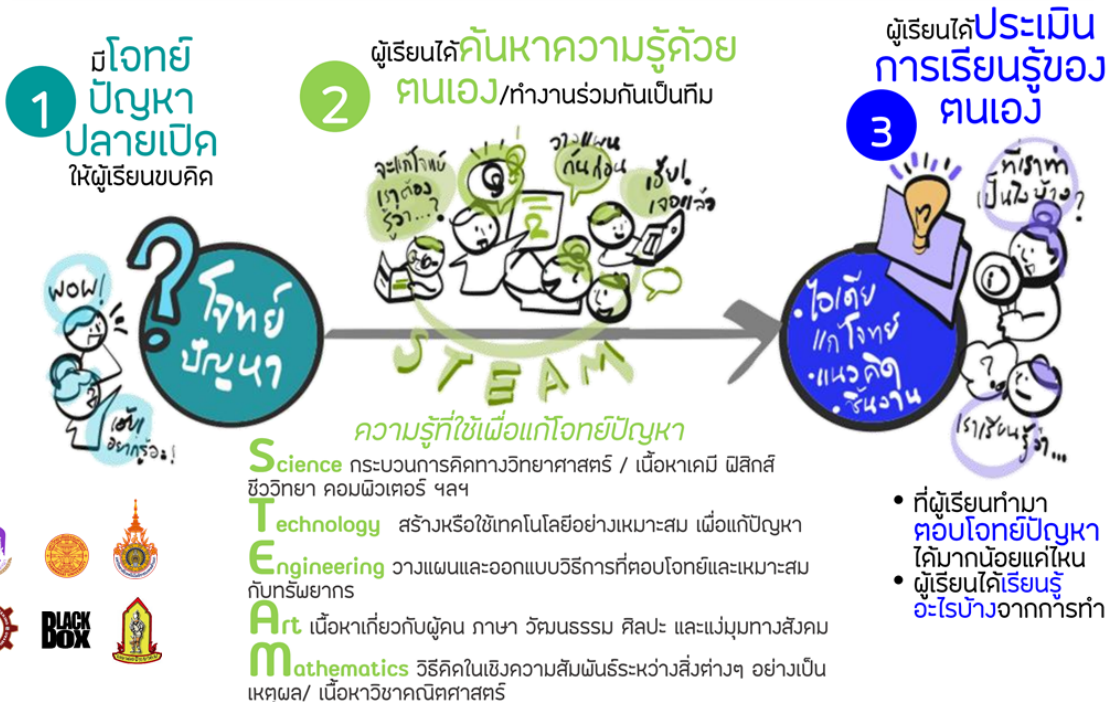 1
มีโจทย์
ปัญหา
ปลายเปิด
ให้ผู้เรียนขบคิด
WOW!
?
โจทย์
ปัญหา
2
ผู้เรียนได้ค้นหาความรู้ด้วย
ตนเอง/ทำงานร่วมกันเป็นทีม
จะแก้โจทย์
เราต้อง
รู้ว่า...?
วางแผน
กันก่อน
เฮ้ย!
เจอแล้ว
STEAM
ความรู้ที่ใช้เพื่อแก้โจทย์ปัญหา
Science กระบวนการคิดทางวิทยาศาสตร์ / เนื้อหาเคมี ฟิสิกส์
ชีววิทยา คอมพิวเตอร์ ฯลฯ
Technology สร้างหรือใช้เทคโนโลยีอย่างเหมาะสม เพื่อแก้ปัญหา
Engineering วางแผนและออกแบบวิธีการที่ตอบโจทย์และเหมาะสม
กับทรัพยากร
Art เนื้อหาเกี่ยวกับผู้คน ภาษา วัฒนธรรม ศิลปะ และแง่มุมทางสังคม
Mathematics วิธีคิดในเชิงความสัมพันธ์ระหว่างสิ่งต่างๆ อย่างเป็น
เหตุผล/ เนื้อหาวิชาคณิตศาสตร์
3
ผู้เรียนได้ประเมิน
การเรียนรู้ของ
ตนเอง
ที่เราทำ
เป็นไงบ้าง?
• ไอเดีย
แก้โจทย์
• แนวคิด
• ชิ้นงาน
?
เราเรียนรู้ว่า...
• ที่ผู้เรียนทำมา
ตอบโจทย์ปัญหา
ได้มากน้อยแค่ไหน
• ผู้เรียนได้เรียนรู้
อะไรบ้างจากการทำ
BLACK
BOX